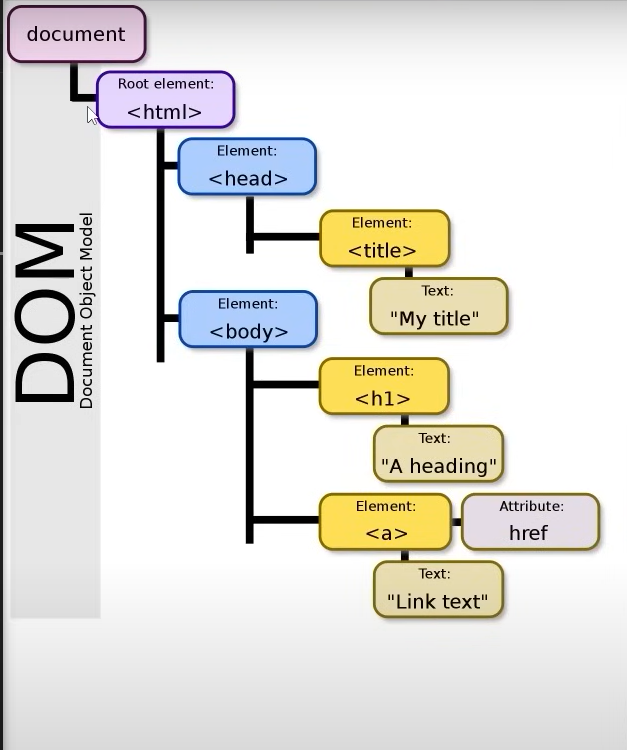 document
Root element:
<html>
Element:
<head>
Element:
<title>
Text:
"My title"
Element:
<body>
Element:
<h1>
Text:
"A heading"
Element:
<a>
Attribute:
href
Text:
"Link text"
DOM
Document Object Model